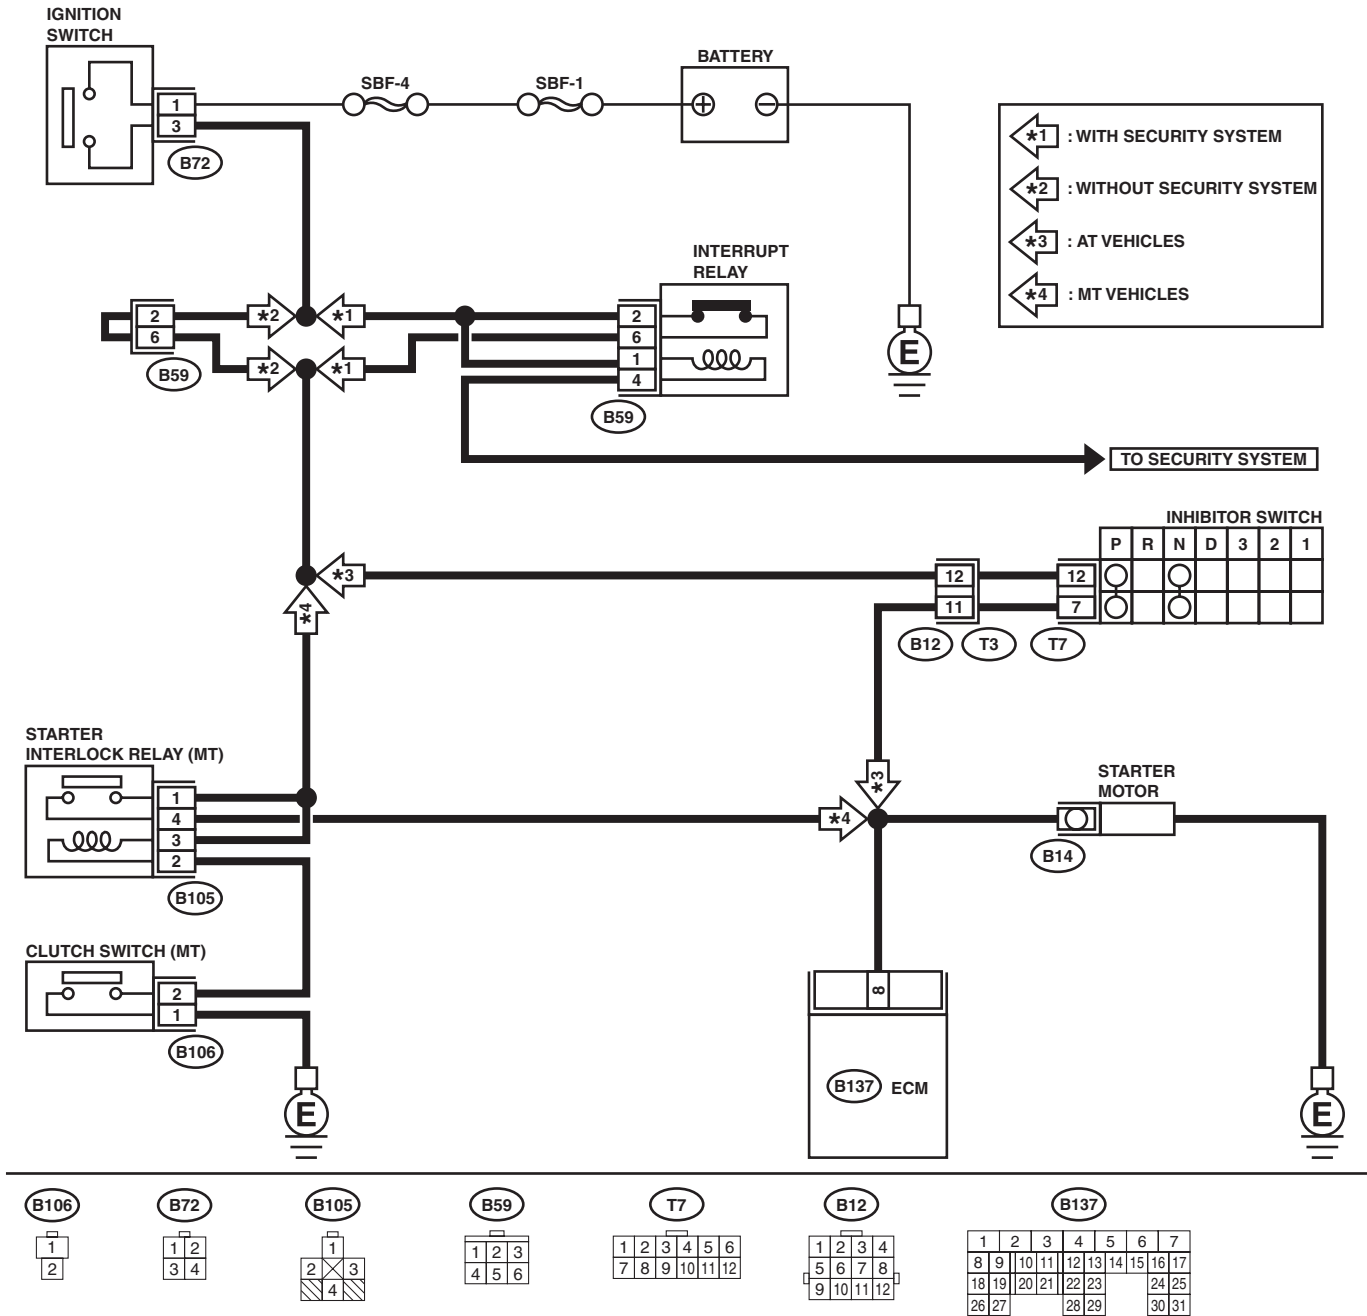 IGNITION
SWITCH
1
3
B72
SBF-4
SBF-1
BATTERY
+
−
*1 : WITH SECURITY SYSTEM
*2 : WITHOUT SECURITY SYSTEM
*3 : AT VEHICLES
*4 : MT VEHICLES
INTERRUPT
RELAY
2
6
B59
*2
*1
*2
*1
2
6
1
4
B59
E
TO SECURITY SYSTEM
INHIBITOR SWITCH
P R N D 3 2 1
*3
12
11
12
7
B12
T3
T7
*4
STARTER
INTERLOCK RELAY (MT)
1
4
3
2
B105
*3
*4
STARTER
MOTOR
B14
CLUTCH SWITCH (MT)
2
1
B106
E
8
B137 ECM
E
B106
1
2
B72
1 2
3 4
B105
1
2 3
4
B59
1 2 3
4 5 6
T7
1 2 3 4 5 6
7 8 9 10 11 12
B12
1 2 3 4
5 6 7 8
9 10 11 12
B137
1 2 3 4 5 6 7
8 9 10 11 12 13 14 15 16 17
18 19 20 21 22 23 24 25
26 27 28 29 30 31